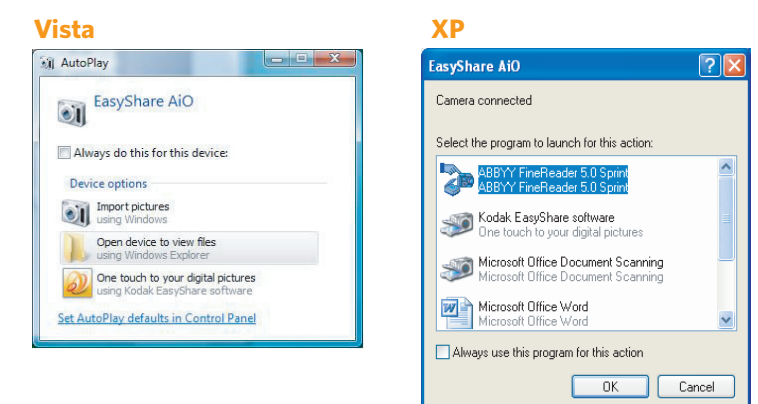 Vista
AutoPlay
EasyShare AiO
Always do this for this device:
Device options
Import pictures
using Windows
Open device to view files
using Windows Explorer
One touch to your digital pictures
using Kodak EasyShare software
Set AutoPlay defaults in Control Panel
XP
EasyShare AiO
Camera connected
Select the program to launch for this action:
ABBYY FineReader 5.0 Sprint
ABBYY FineReader 5.0 Sprint
Kodak EasyShare software
One touch to your digital pictures
Microsoft Office Document Scanning
Microsoft Office Document Scanning
Microsoft Office Word
Microsoft Office Word
Always use this program for this action
OK
Cancel